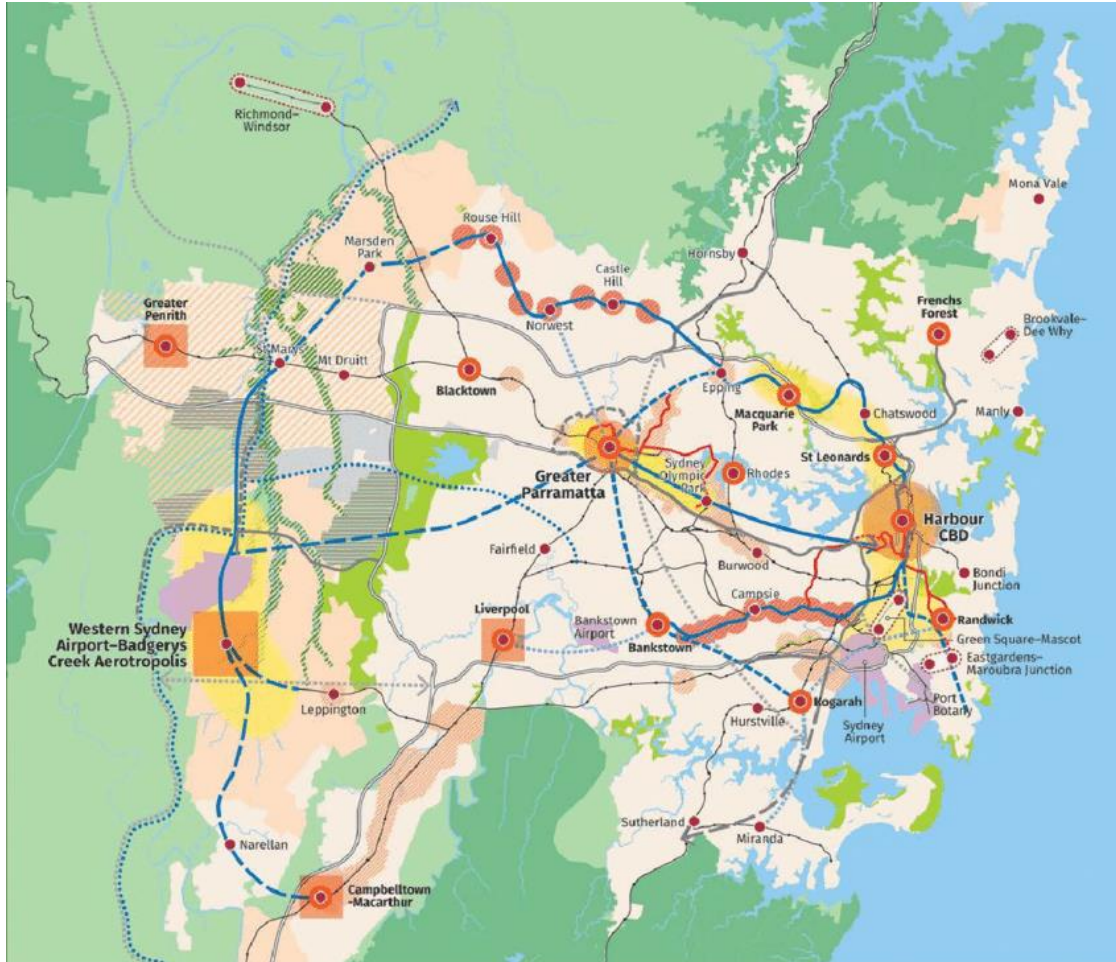 Richmond–
Windsor
Mona Vale
Rouse Hill
Marsden
Park
Hornsby
Castle
Hill
Greater
Penrith
Norwest
Frenchs
Forest
Brookvale–
Dee Why
St Marys
Mt Druitt
Blacktown
Epping
Macquarie
Park
Chatswood
Manly
St Leonards
Greater
Parramatta
Sydney
Olympic
Park
Rhodes
Harbour
CBD
Fairfield
Burwood
Bondi
Junction
Liverpool
Bankstown
Airport
Campsie
Bankstown
Randwick
Western Sydney
Airport–Badgerys
Creek Aerotropolis
Green Square–Mascot
Eastgardens–
Maroubra Junction
Leppington
Kogarah
Hurstville
Port
Botany
Sydney
Airport
Sutherland
Miranda
Narellan
Campbelltown
-Macarthur